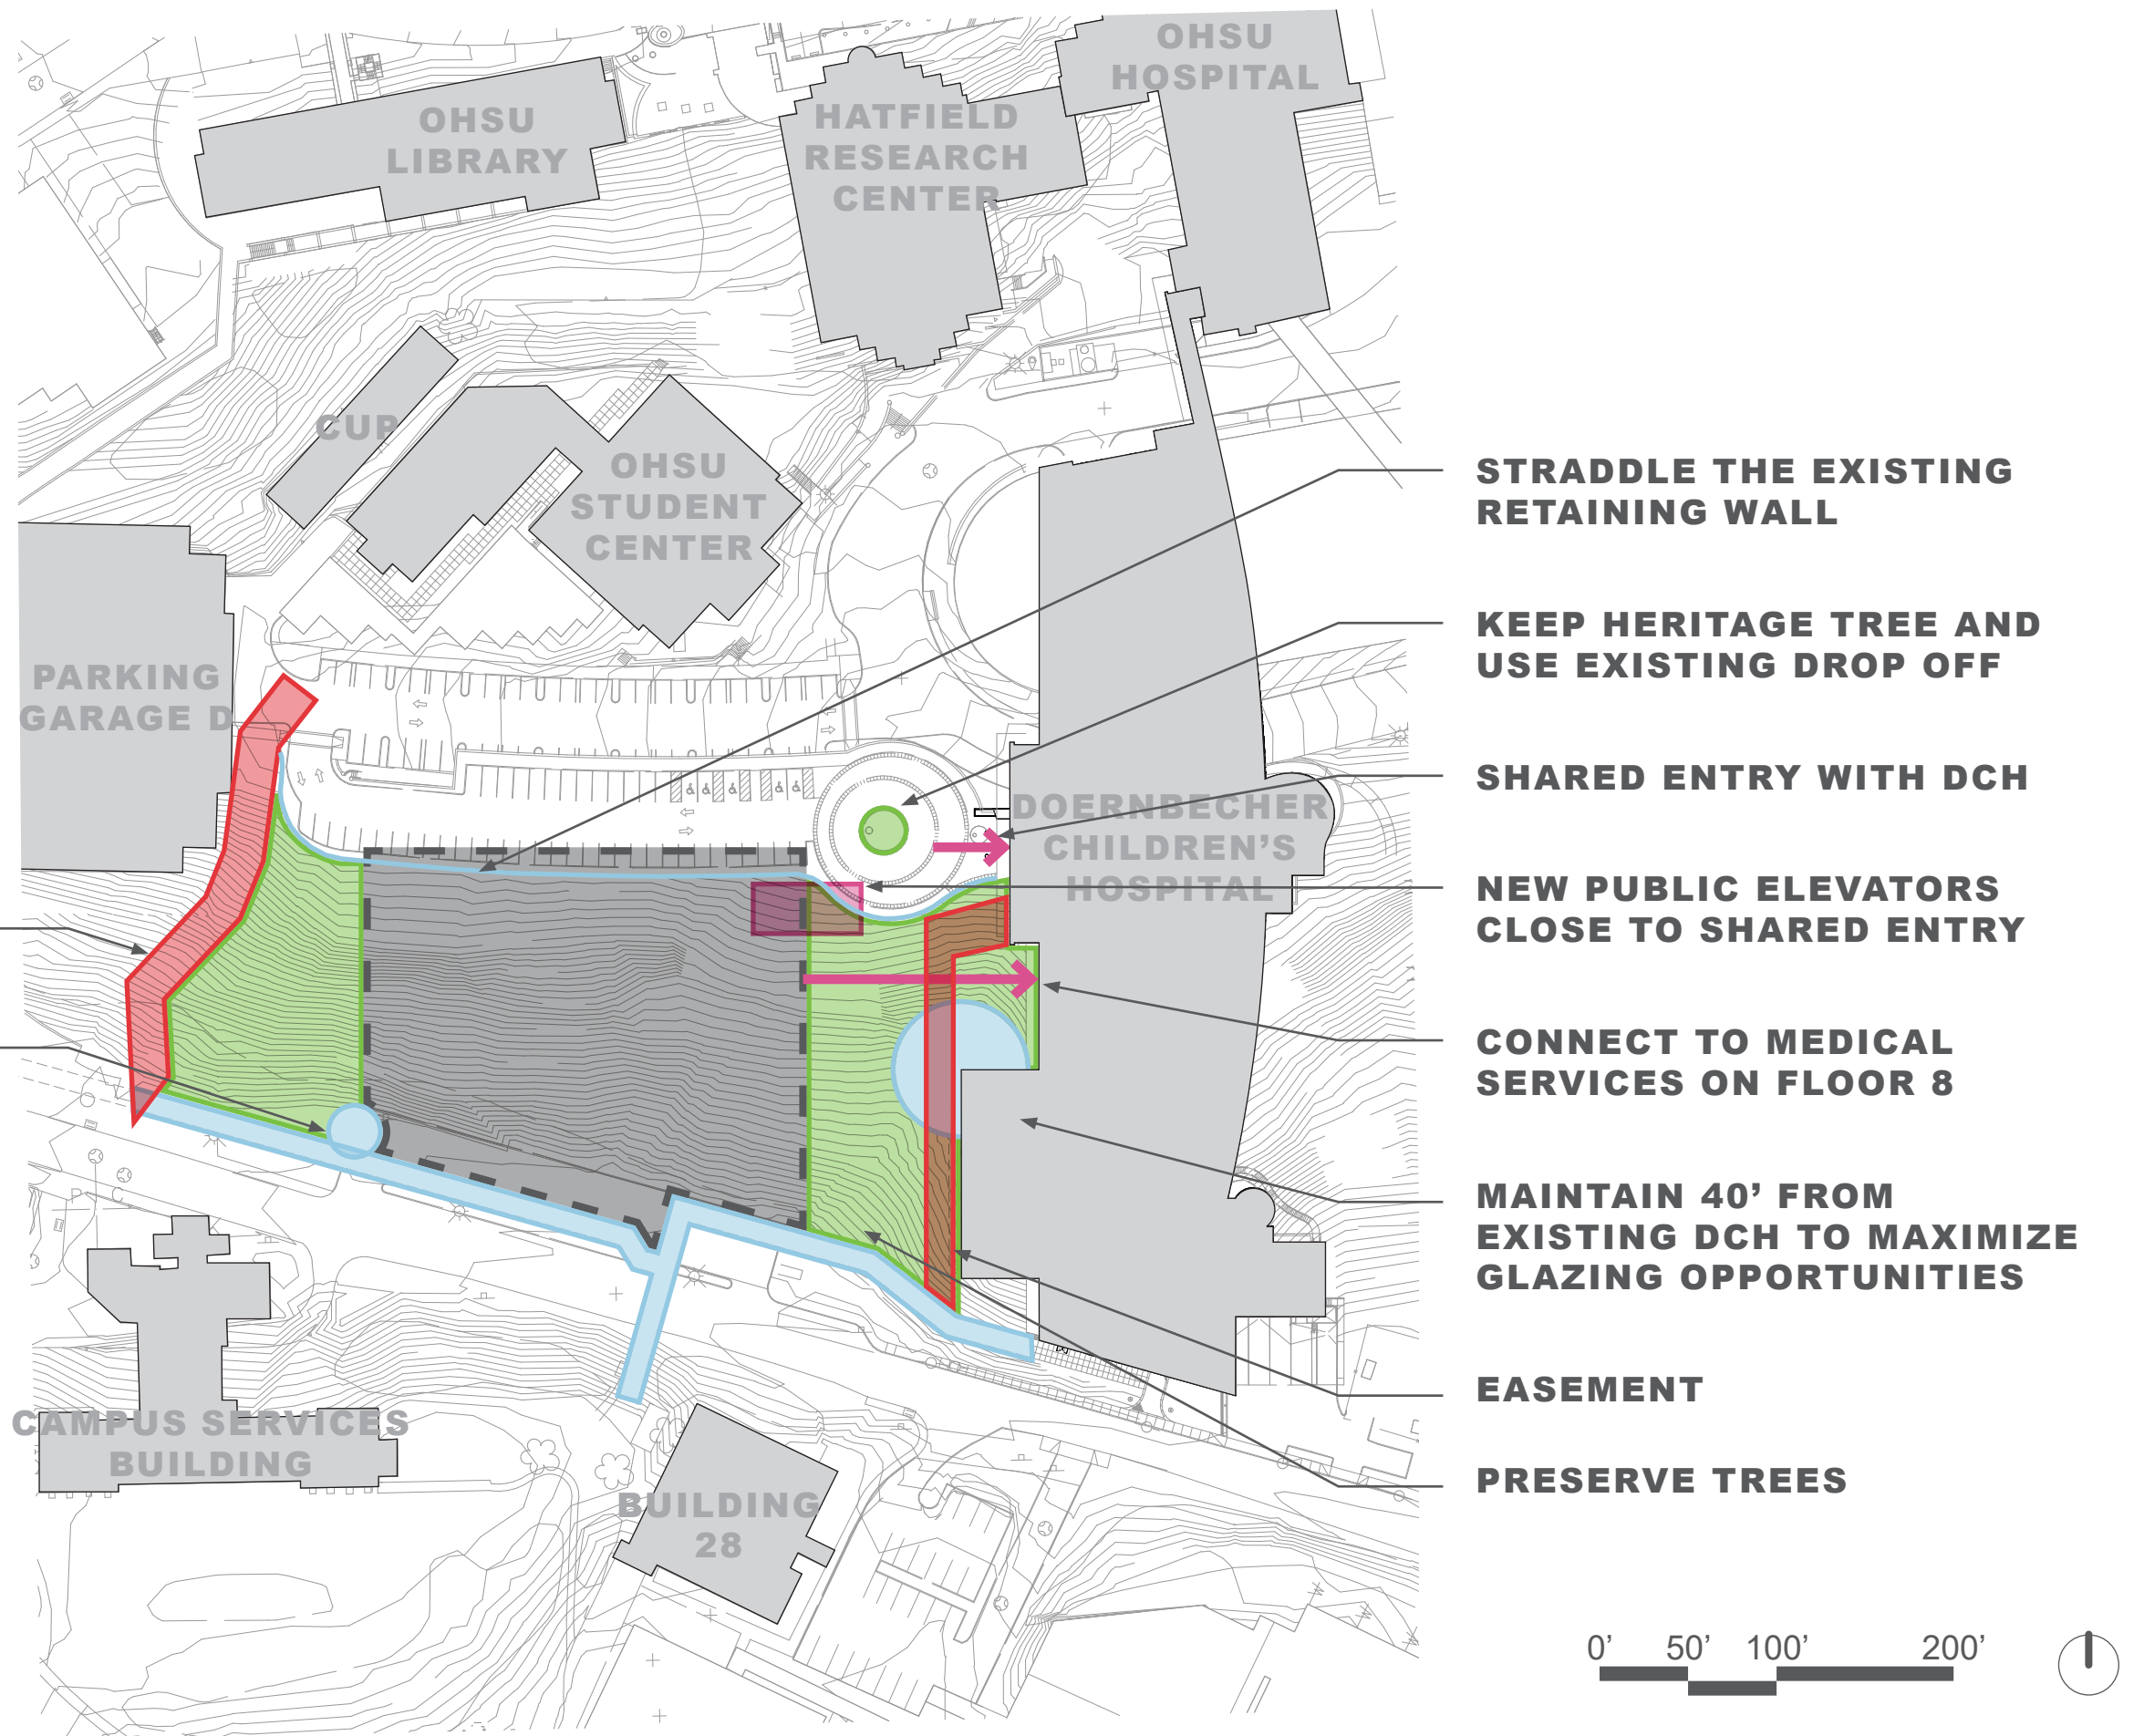 OHSU
LIBRARY
HATFIELD
RESEARCH
CENTER
OHSU
HOSPITAL
CUP
OHSU
STUDENT
CENTER
PARKING
GARAGE D
DOERNBECHER
CHILDREN'S
HOSPITAL
CAMPUS SERVICES
BUILDING
BUILDING
28
P C
STRADDLE THE EXISTING
RETAINING WALL
KEEP HERITAGE TREE AND
USE EXISTING DROP OFF
SHARED ENTRY WITH DCH
NEW PUBLIC ELEVATORS
CLOSE TO SHARED ENTRY
CONNECT TO MEDICAL
SERVICES ON FLOOR 8
MAINTAIN 40' FROM
EXISTING DCH TO MAXIMIZE
GLAZING OPPORTUNITIES
EASEMENT
PRESERVE TREES
0' 50' 100' 200'